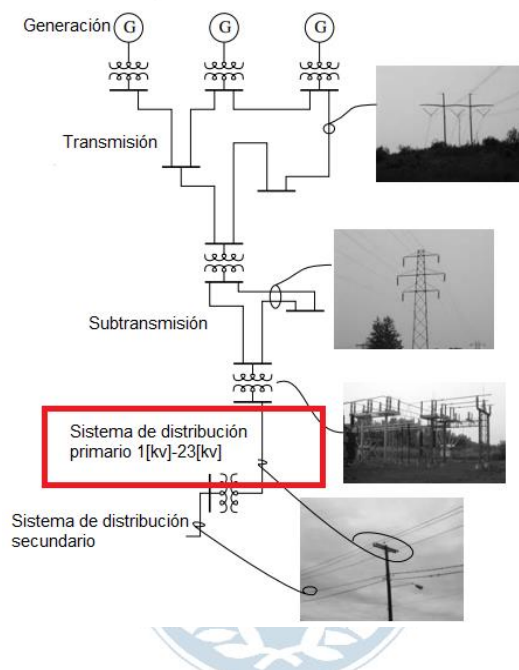 Generación
G
G
G
Transmisión
Subtransmisión
Sistema de distribución
primario 1[kv]-23[kv]
Sistema de distribución
secundario